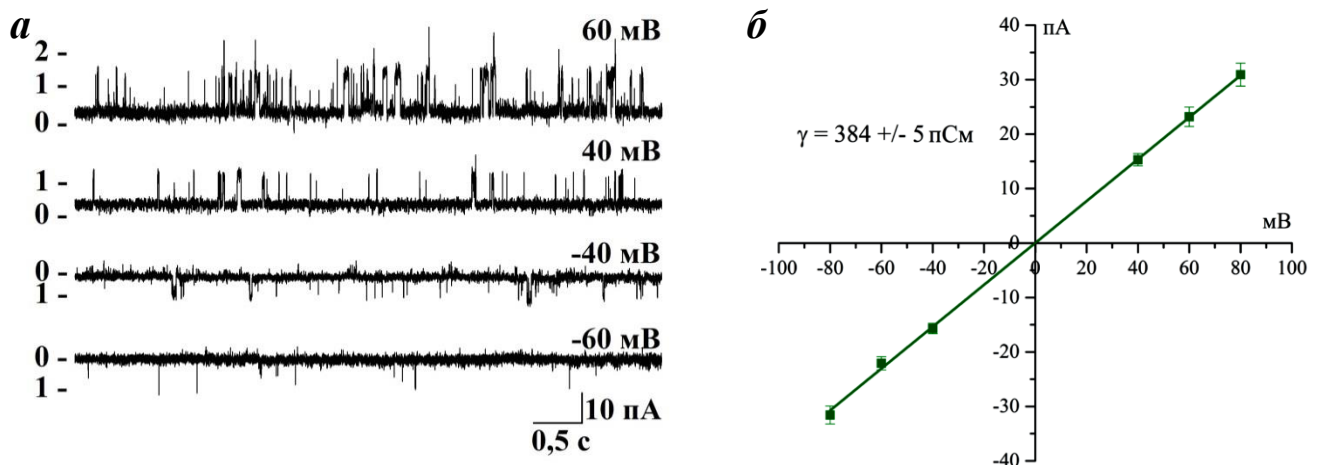 а
60 мВ
2 -
1 -
0 -
40 мВ
1 -
0 -
-40 мВ
0 -
1 -
-60 мВ
0 -
1 -
10 пА
0,5 с
б
40
пА
30
γ = 384 +/- 5 пСм
20
10
мВ
0
-100 -80 -60 -40 -20 0 20 40 60 80 100
-10
-20
-30
-40